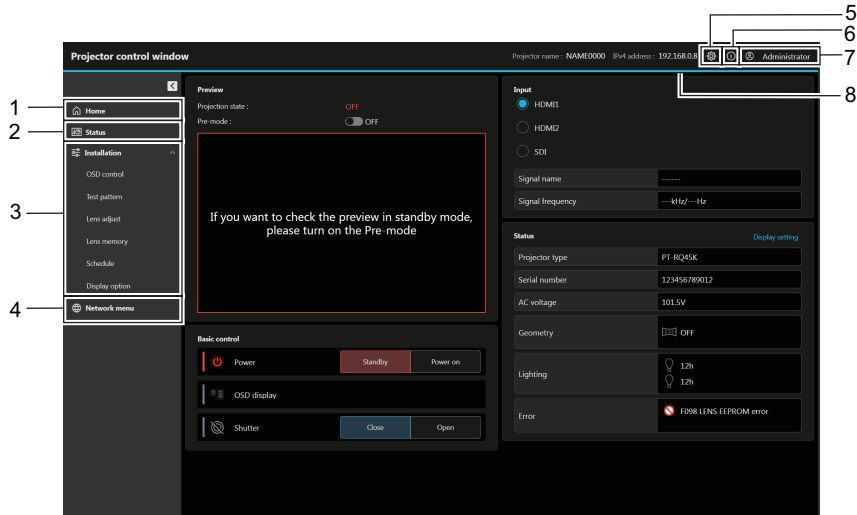 5
6
Projector control window
Projector name : NAME0000 IPv4 address : 192.168.0.8
Administrator
7
8
1
Home
2
Status
3
Installation
OSD control
Test pattern
Lens adjust
Lens memory
Schedule
Display option
4
Network menu
Preview
Projection state :
OFF
Pre-mode :
OFF
If you want to check the preview in standby mode,
please turn on the Pre-mode
Basic control
Power
Standby
Power on
OSD display
Shutter
Close
Open
Input
HDMI1
HDMI2
SDI
Signal name
------
Signal frequency
---kHz/---Hz
Status
Display setting
Projector type
PT-RQ45K
Serial number
123456789012
AC voltage
101.5V
Geometry
OFF
Lighting
12h
12h
Error
F098 LENS EEPROM error